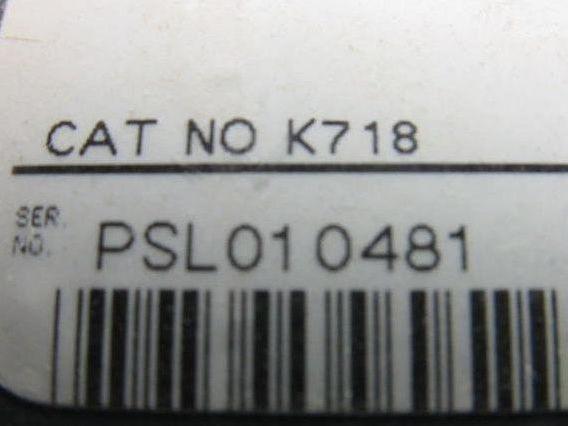 CAT NO K718
SER.
NO. PSL010481